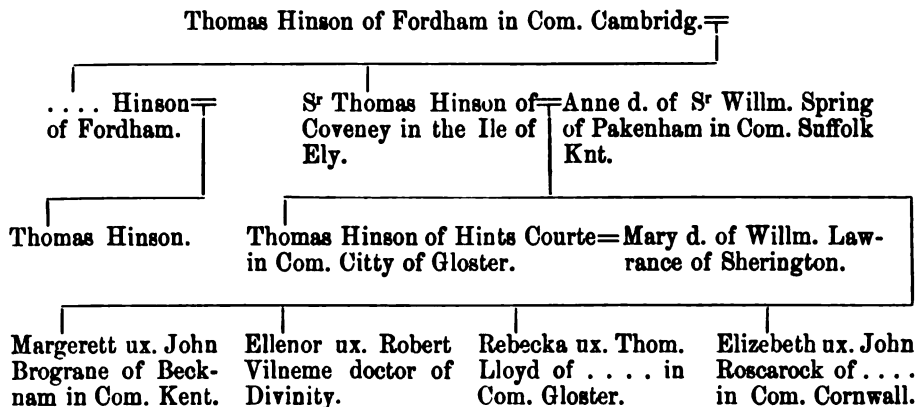 Thomas Hinson of Fordham in Com. Cambridg.
. . . . Hinson
of Fordham.
Sʳ Thomas Hinson of
Coveney in the Ile of
Ely.
Anne d. of Sʳ Willm. Spring
of Pakenham in Com. Suffolk
Knt.
Thomas Hinson.
Thomas Hinson of Hints Courte
in Com. Citty of Gloster.
Mary d. of Willm. Law-
rance of Sherington.
Margerett ux. John
Brograne of Beck-
nam in Com. Kent.
Ellenor ux. Robert
Vilneme doctor of
Divinity.
Rebecka ux. Thom.
Lloyd of . . . . in
Com. Gloster.
Elizebeth ux. John
Roscarock of . . . .
in Com. Cornwall.